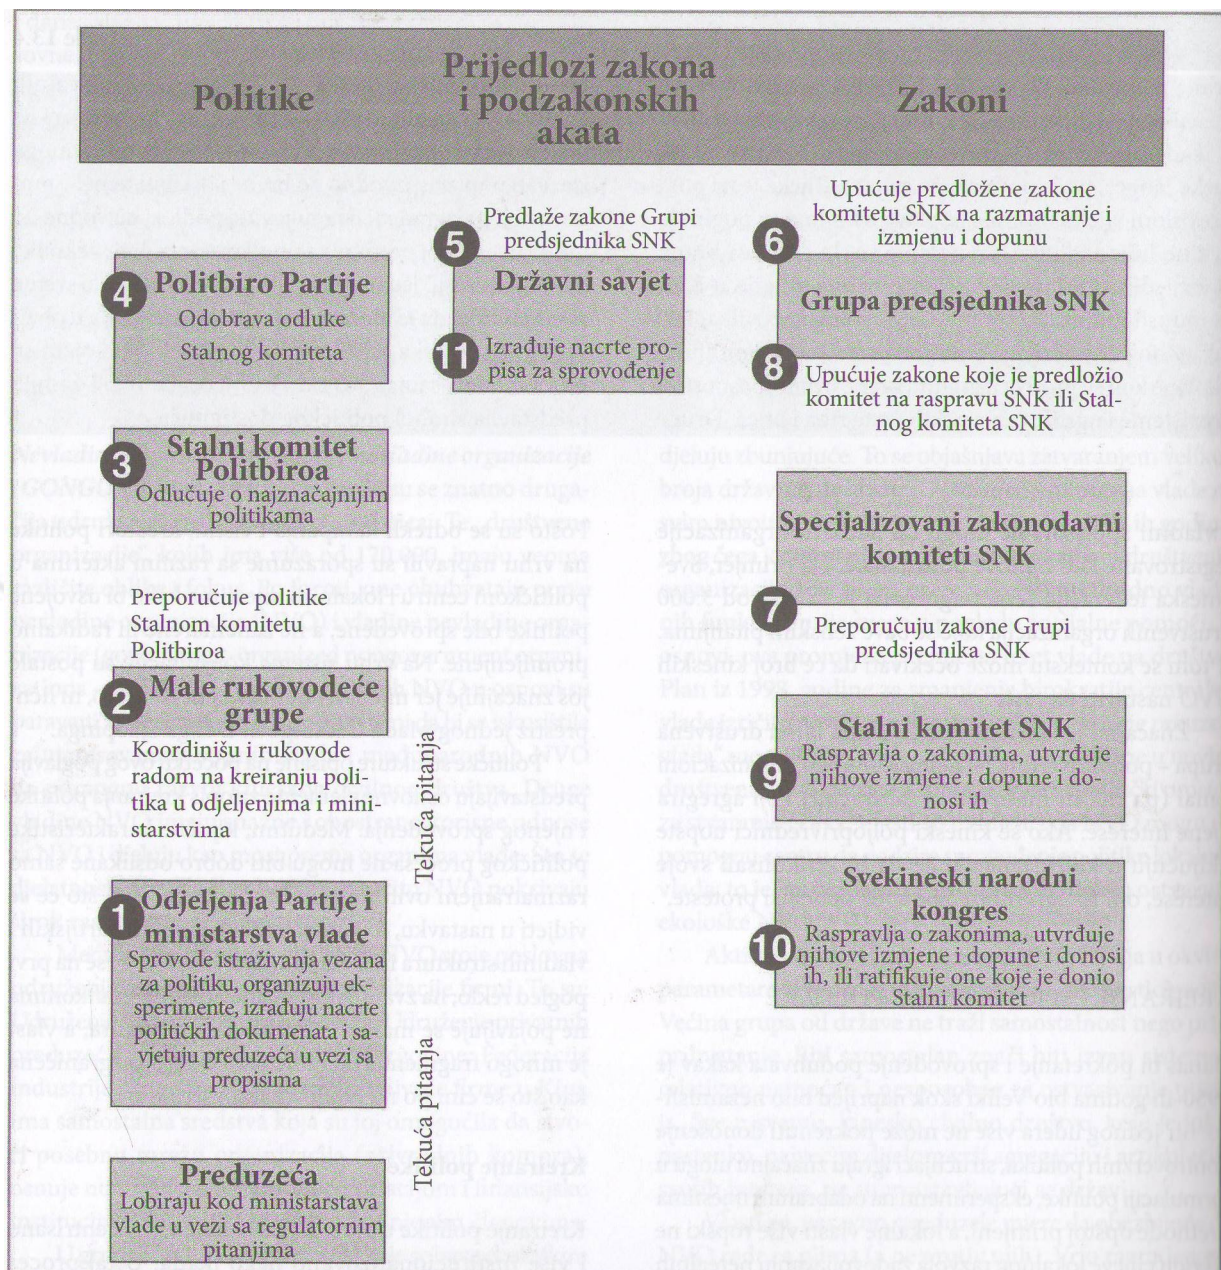 Politike
Prijedlozi zakona
i podzakonskih
akata
Zakoni
4
Politbiro Partije
Odobrava odluke
Stalnog komiteta
3
Stalni komitet
Politbiroa
Odlučuje o najznačajnijim
politikama
Preporučuje politike
Stalnom komitetu
Politbiroa
2
Male rukovodeće
grupe
Koordinišu i rukovode
radom na kreiranju poli-
tika u odjeljenjima i mini-
starstvima
1
Odjeljenja Partije i
ministarstva vlade
Sprovode istraživanja vezana
za politiku, organizuju ek-
sperimente, izrađuju nacrte
političkih dokumenata i sa-
vjetuju preduzeća u vezi sa
propisima
Preduzeća
Lobiraju kod ministarstava
vlade u vezi sa regulatornim
pitanjima
Tekuća pitanja
Tekuća pitanja
Predlaže zakone Grupi
predsjednika SNK
5
Državni savjet
11
Izrađuje nacrte pro-
pisa za sprovođenje
Upućuje predložene zakone
komitetu SNK na razmatranje i
izmjenu i dopunu
6
Grupa predsjednika SNK
8
Upućuje zakone koje je predložio
komitet na raspravu SNK ili Stal-
nog komiteta SNK
Specijalizovani zakonodavni
komiteti SNK
7
Preporučuju zakone Grupi
predsjednika SNK
Stalni komitet SNK
9
Raspravlja o zakonima, utvrđuje
njihove izmjene i dopune i do-
nosi ih
Svekineski narodni
kongres
10
Raspravlja o zakonima, utvrđuje
njihove izmjene i dopune i donosi
ih, ili ratifikuje one koje je donio
Stalni komitet